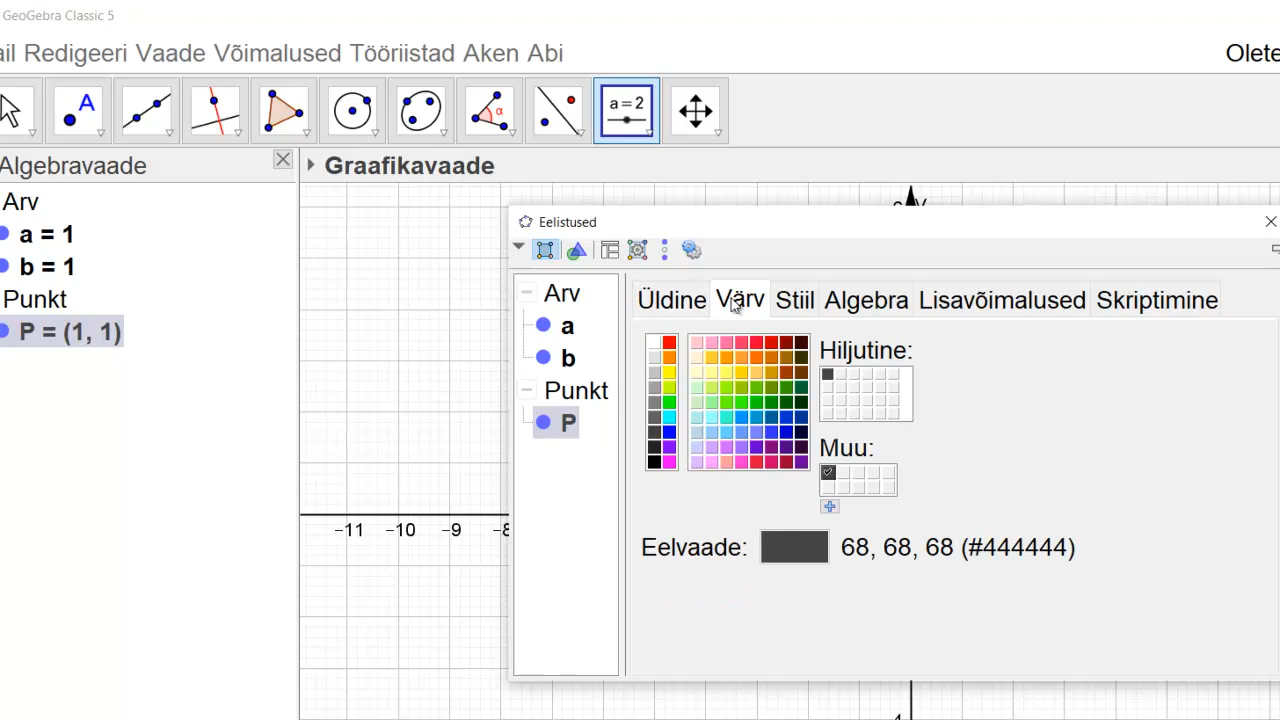 GeoGebra Classic 5
ail Redigeeri Vaade Võimalused Tööriistad Aken Abi
Olete
A
α
a = 2
Algebravaade
Graafikavaade
Arv
a = 1
b = 1
Punkt
P = (1, 1)
Eelistused
Arv
a
b
Punkt
P
Üldine Värv Stiil Algebra Lisavõimalused Skriptimine
Hiljutine:
Muu:
Eelvaade: 68, 68, 68 (#444444)
−11 −10 −9 −8